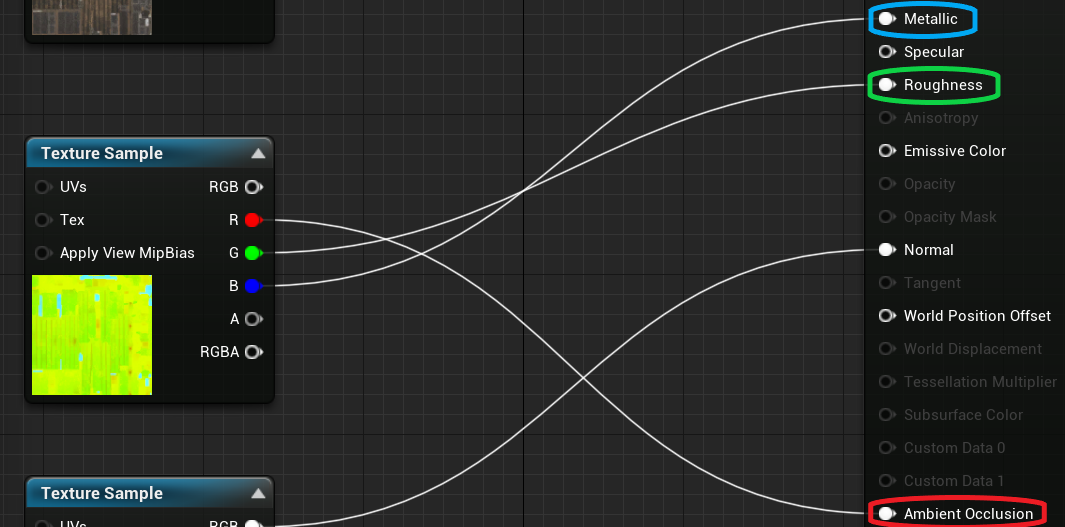 Texture Sample
UVs
RGB
Tex
R
Apply View MipBias
G
B
A
RGBA
Texture Sample
UVs
RGB
Metallic
Specular
Roughness
Anisotropy
Emissive Color
Opacity
Opacity Mask
Normal
Tangent
World Position Offset
World Displacement
Tessellation Multiplier
Subsurface Color
Custom Data 0
Custom Data 1
Ambient Occlusion